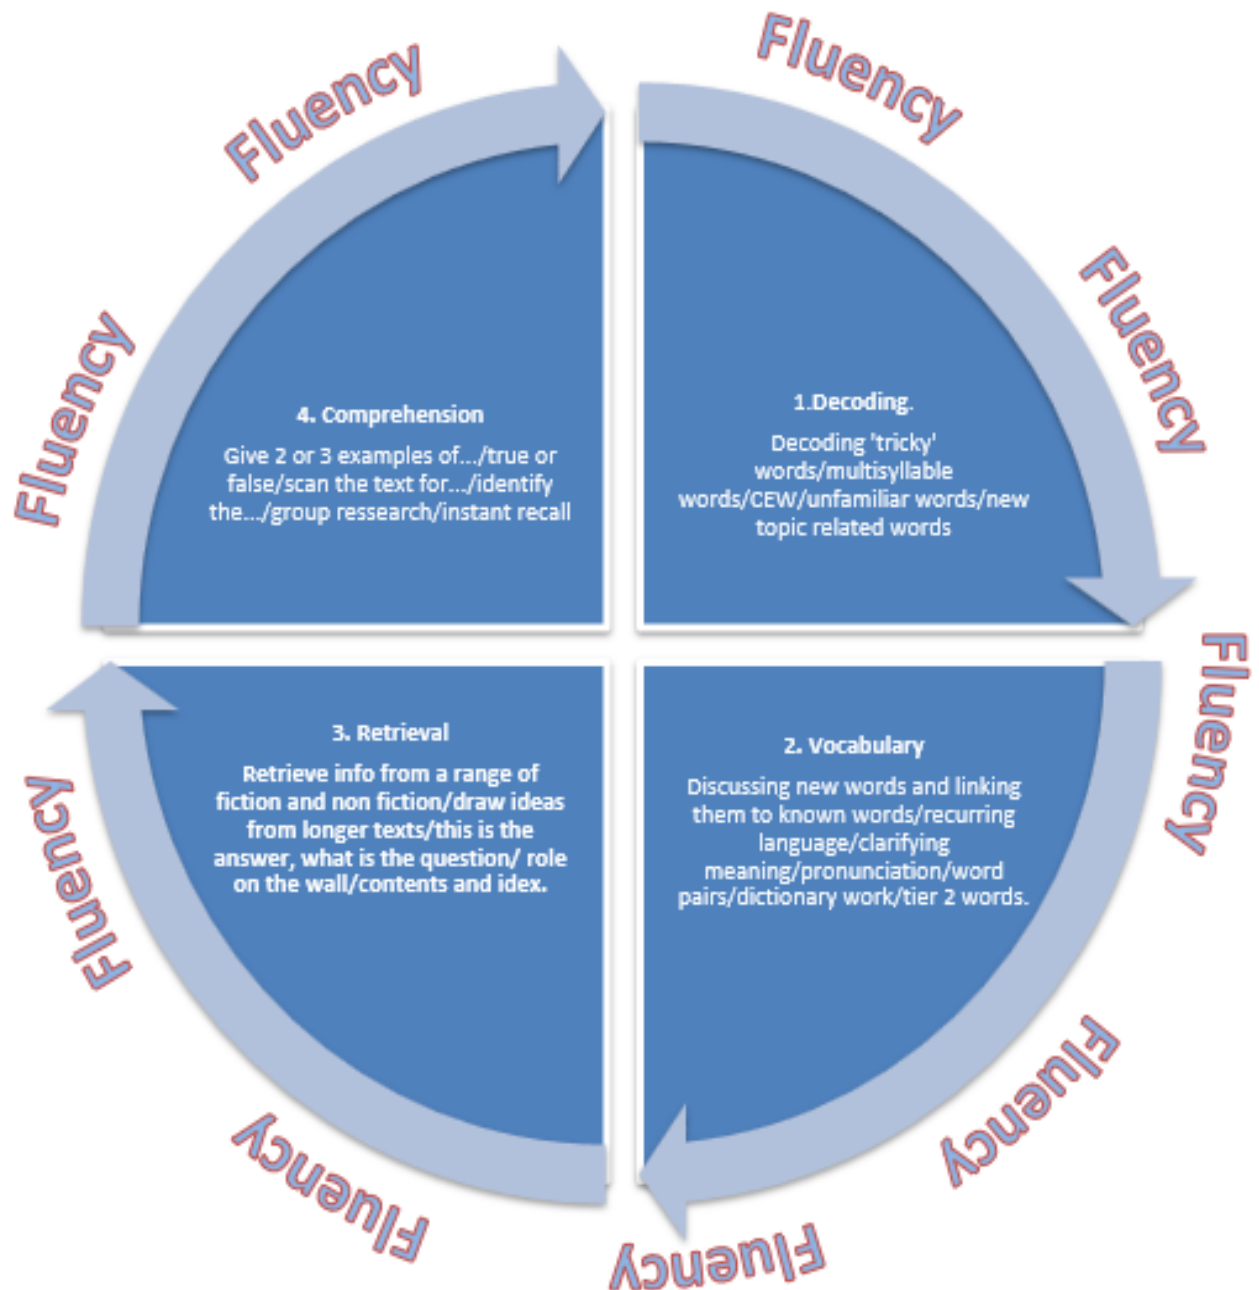 Fluency
Fluency
Fluency
Fluency
Fluency
Fluency
Fluency
Fluency
Fluency
Fluency
1.Decoding.
Decoding 'tricky'
words/multisyllable
words/CEW/unfamiliar words/new
topic related words
2. Vocabulary
Discussing new words and linking
them to known words/recurring
language/clarifying
meaning/pronunciation/word
pairs/dictionary work/tier 2 words.
3. Retrieval
Retrieve info from a range of
fiction and non fiction/draw ideas
from longer texts/this is the
answer, what is the question/ role
on the wall/contents and idex.
4. Comprehension
Give 2 or 3 examples of.../true or
false/scan the text for.../identify
the.../group ressearch/instant recall